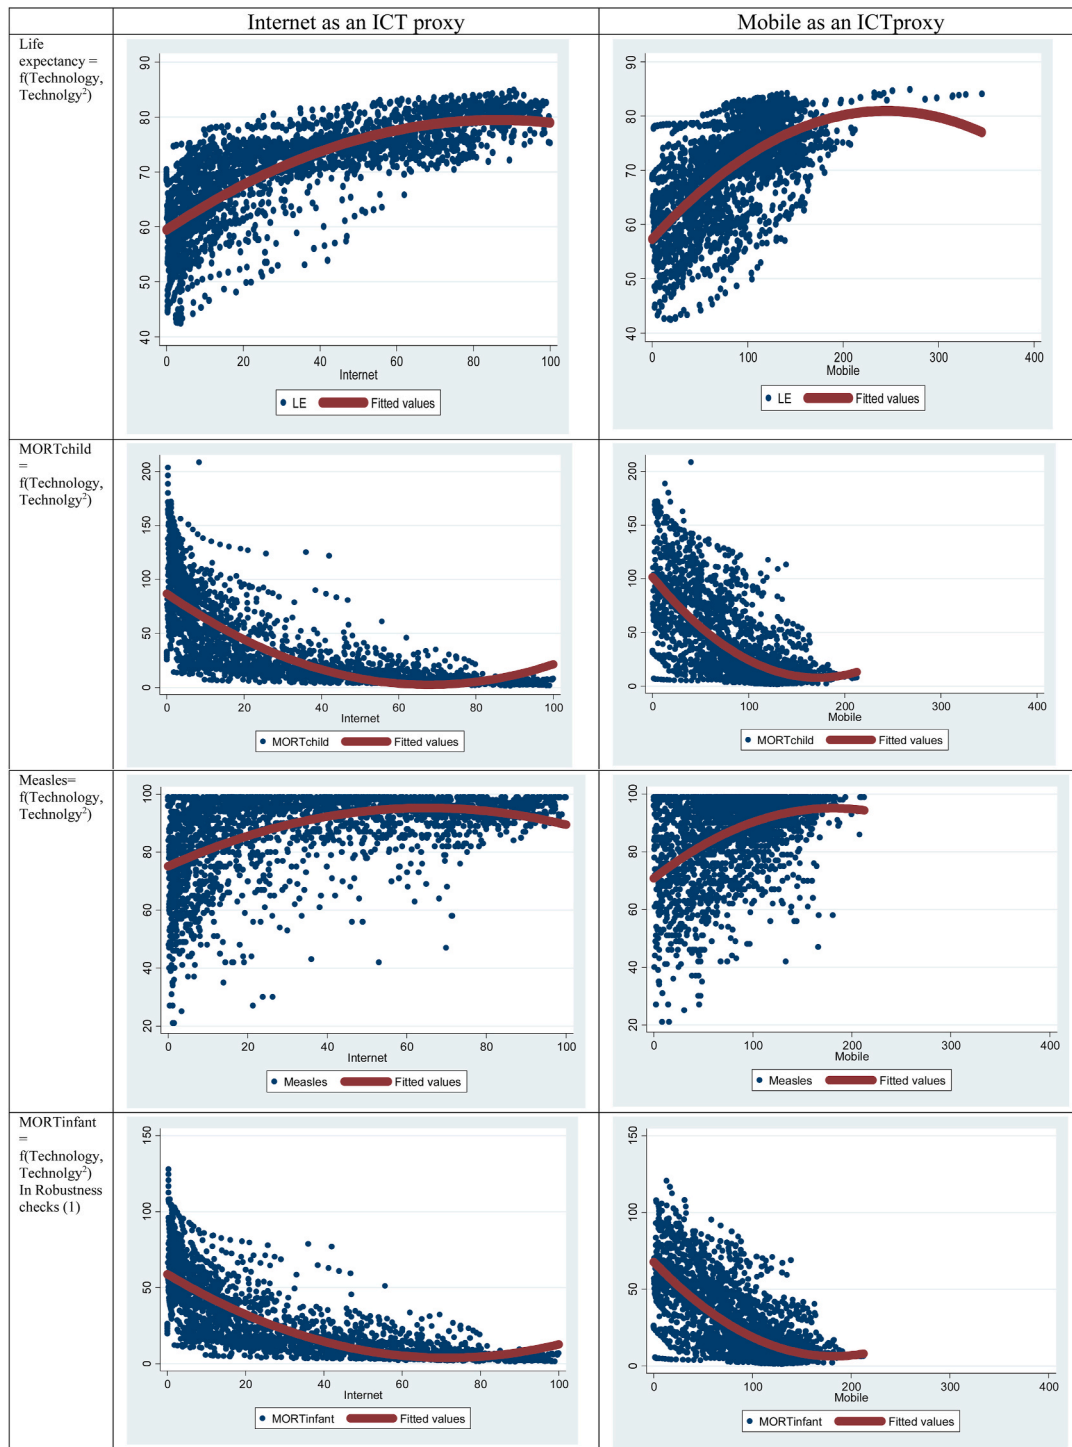 Internet as an ICT proxy
Mobile as an ICTproxy
Life
expectancy =
f(Technology,
Technolgy²)
90
80
70
60
50
40
0 20 40 60 80 100
Internet
LE Fitted values
90
80
70
60
50
40
0 100 200 300 400
Mobile
LE Fitted values
MORTchild
=
f(Technology,
Technolgy²)
200
150
100
50
0
0 20 40 60 80 100
Internet
MORTchild Fitted values
200
150
100
50
0
0 100 200 300 400
Mobile
MORTchild Fitted values
Measles=
f(Technology,
Technolgy²)
100
80
60
40
20
0 20 40 60 80 100
Internet
Measles Fitted values
100
80
60
40
20
0 100 200 300 400
Mobile
Measles Fitted values
MORTinfant
=
f(Technology,
Technolgy²)
In Robustness
checks (1)
150
100
50
0
0 20 40 60 80 100
Internet
MORTinfant Fitted values
150
100
50
0
0 100 200 300 400
Mobile
MORTinfant Fitted values